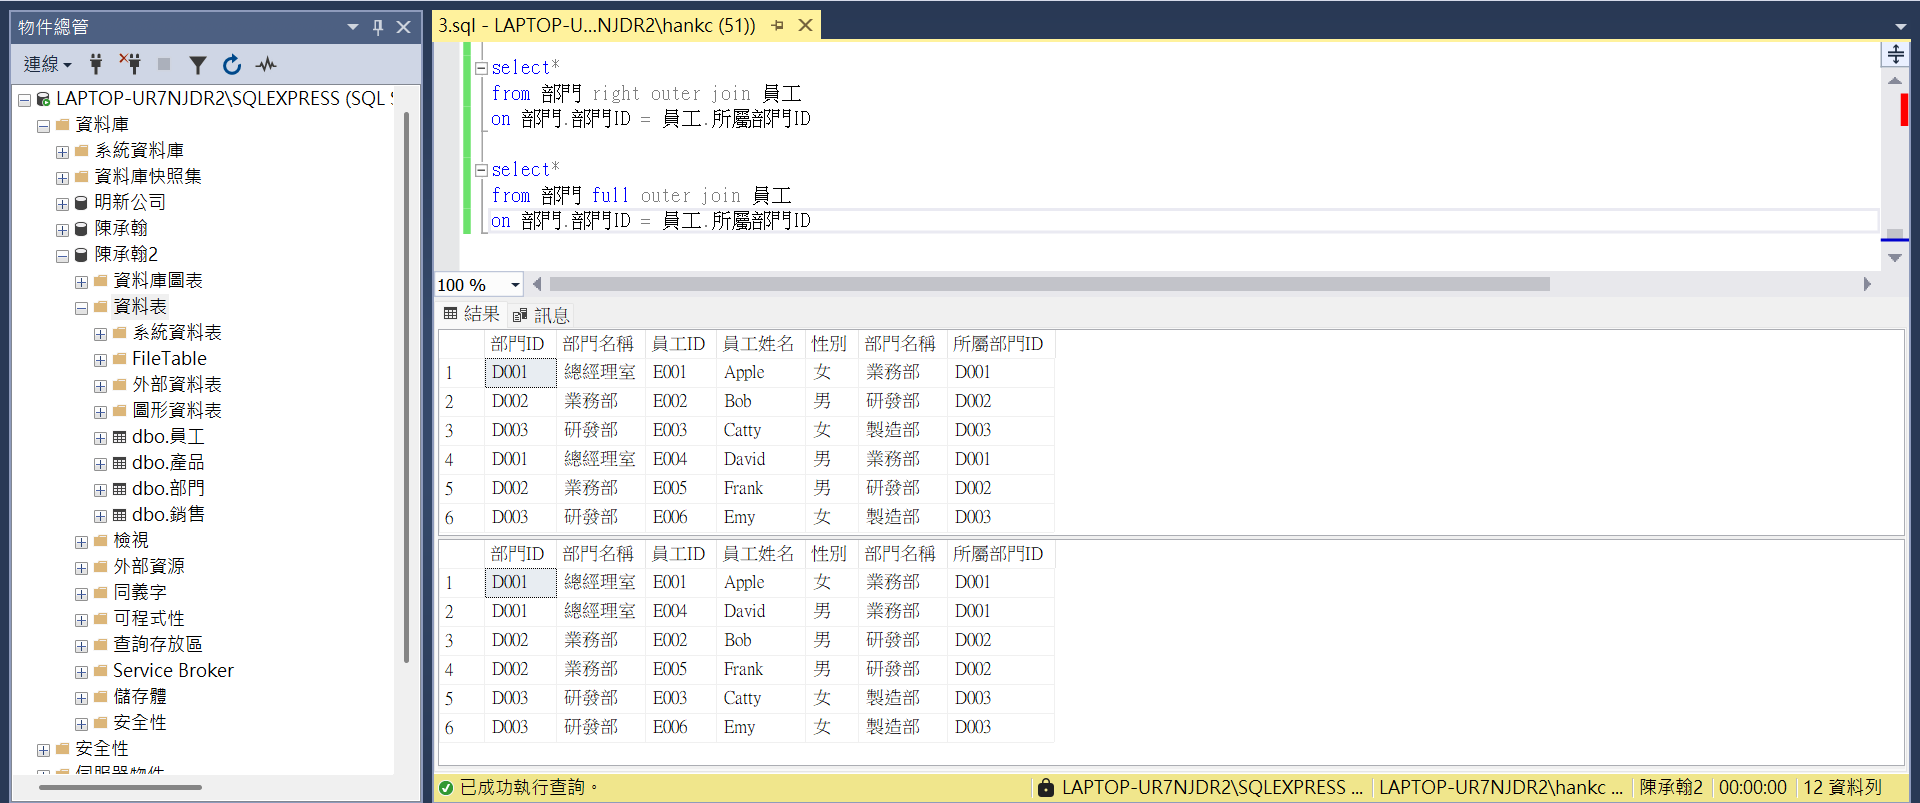 物件總管
連線
LAPTOP-UR7NJDR2\SQLEXPRESS (SQL S
資料庫
系統資料庫
資料庫快照集
明新公司
陳承翰
陳承翰2
資料庫圖表
資料表
系統資料表
FileTable
外部資料表
圖形資料表
dbo.員工
dbo.產品
dbo.部門
dbo.銷售
檢視
外部資源
同義字
可程式性
查詢存放區
Service Broker
儲存體
安全性
安全性
伺服器物件
3.sql - LAPTOP-U...NJDR2\hankc (51))
select*
from 部門 right outer join 員工
on 部門.部門ID = 員工.所屬部門ID
select*
from 部門 full outer join 員工
on 部門.部門ID = 員工.所屬部門ID
100 %
結果 訊息
部門ID 部門名稱 員工ID 員工姓名 性別 部門名稱 所屬部門ID
1 D001 總經理室 E001 Apple 女 業務部 D001
2 D002 業務部 E002 Bob 男 研發部 D002
3 D003 研發部 E003 Catty 女 製造部 D003
4 D001 總經理室 E004 David 男 業務部 D001
5 D002 業務部 E005 Frank 男 研發部 D002
6 D003 研發部 E006 Emy 女 製造部 D003
部門ID 部門名稱 員工ID 員工姓名 性別 部門名稱 所屬部門ID
1 D001 總經理室 E001 Apple 女 業務部 D001
2 D001 總經理室 E004 David 男 業務部 D001
3 D002 業務部 E002 Bob 男 研發部 D002
4 D002 業務部 E005 Frank 男 研發部 D002
5 D003 研發部 E003 Catty 女 製造部 D003
6 D003 研發部 E006 Emy 女 製造部 D003
已成功執行查詢。 LAPTOP-UR7NJDR2\SQLEXPRESS ... LAPTOP-UR7NJDR2\hankc ... 陳承翰2 00:00:00 12 資料列